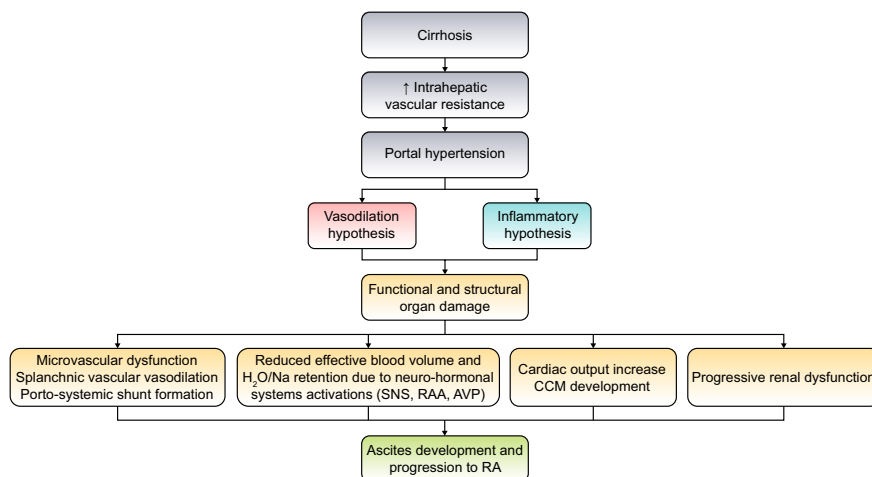 Cirrhosis
↑ Intrahepatic
vascular resistance
Portal hypertension
Vasodilation
hypothesis
Inflammatory
hypothesis
Functional and structural
organ damage
Microvascular dysfunction
Splanchnic vascular vasodilation
Porto-systemic shunt formation
Reduced effective blood volume and
H₂O/Na retention due to neuro-hormonal
systems activations (SNS, RAA, AVP)
Cardiac output increase
CCM development
Progressive renal dysfunction
Ascites development and
progression to RA